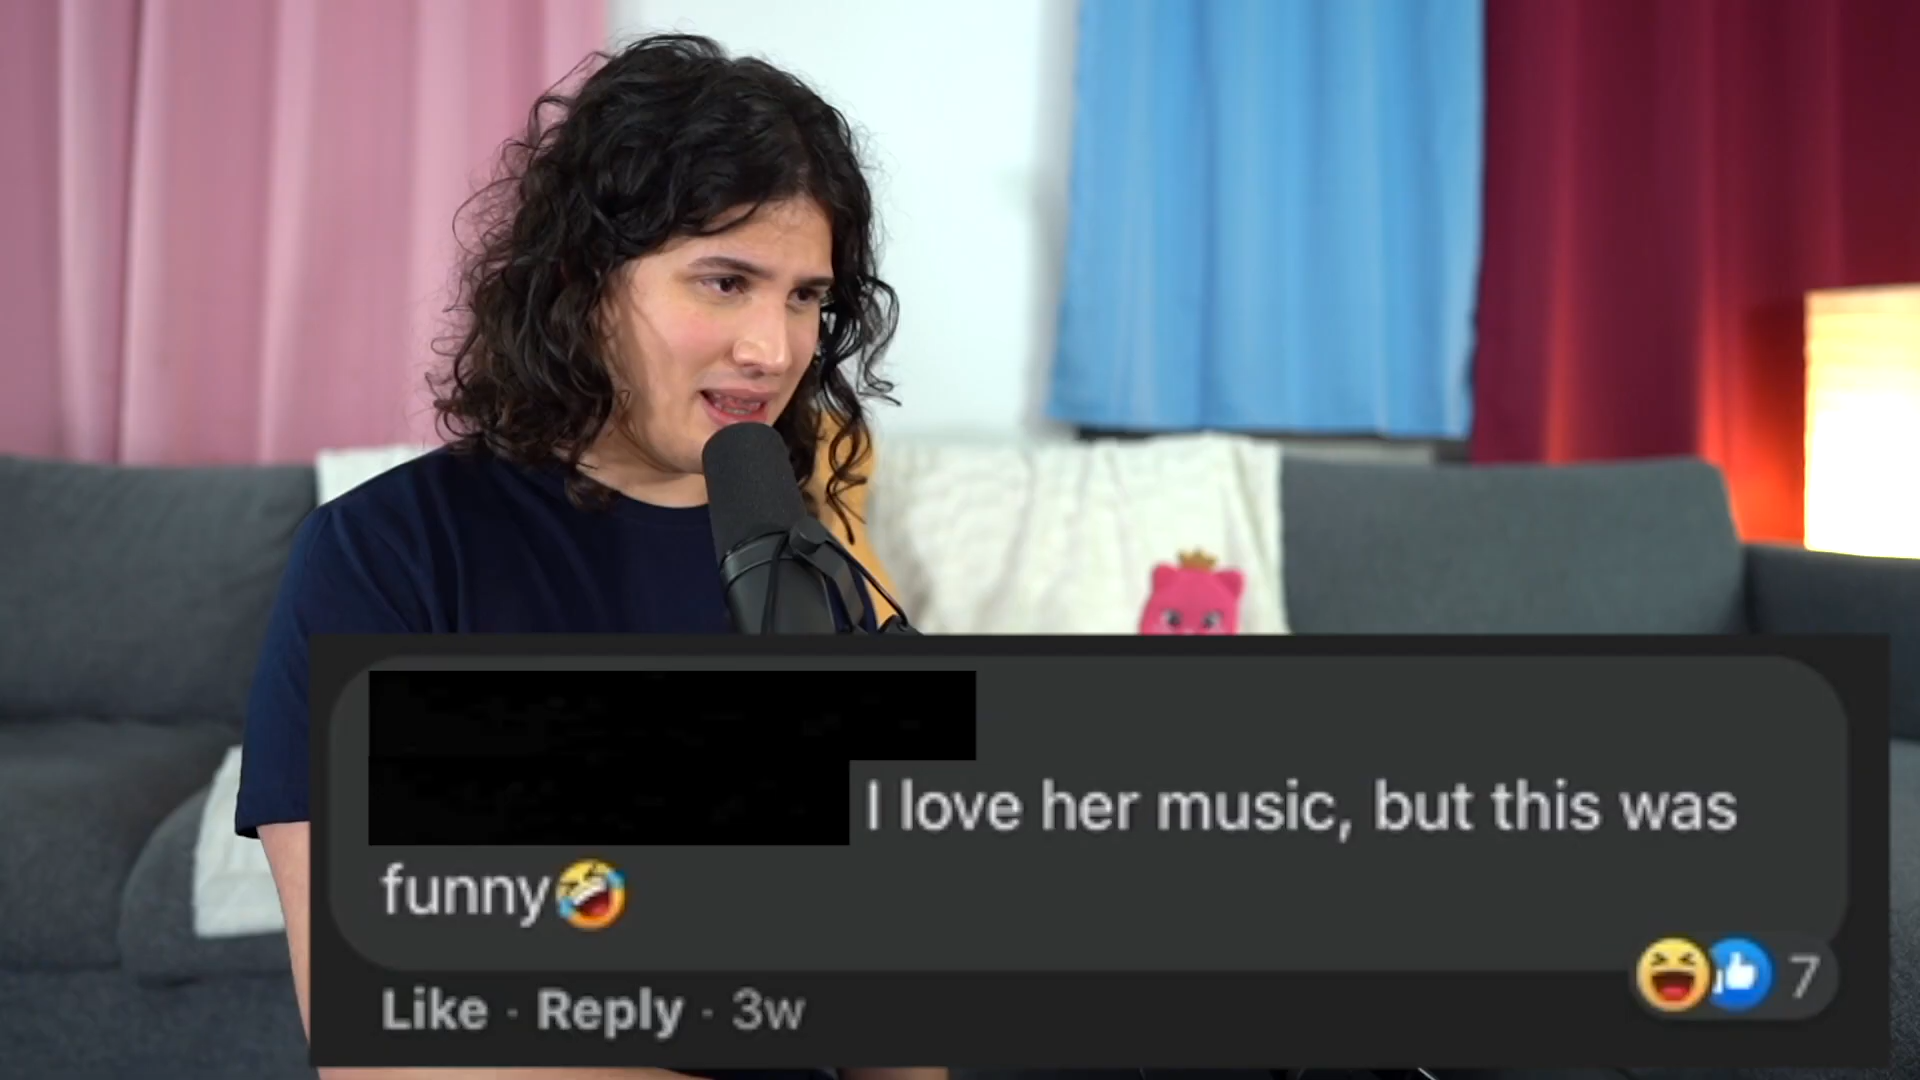 I love her music, but this was
funny🤣
7
Like · Reply · 3w